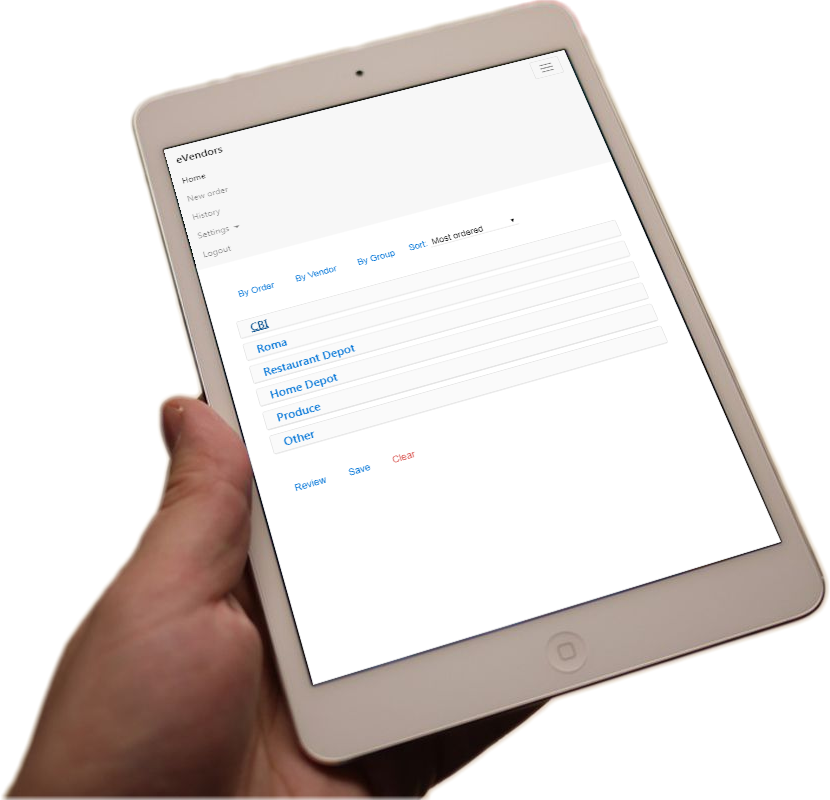 eVendors
Home
New order
History
Settings
Logout
By Order By Vendor By Group Sort: Most ordered
CBI
Roma
Restaurant Depot
Home Depot
Produce
Other
Review Save Clear